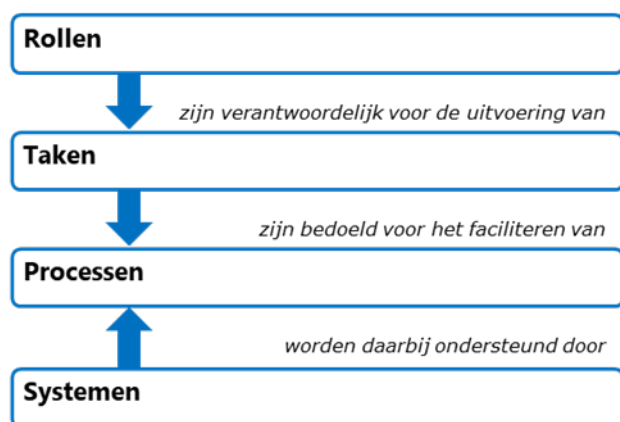 Rollen
zijn verantwoordelijk voor de uitvoering van
Taken
zijn bedoeld voor het faciliteren van
Processen
worden daarbij ondersteund door
Systemen